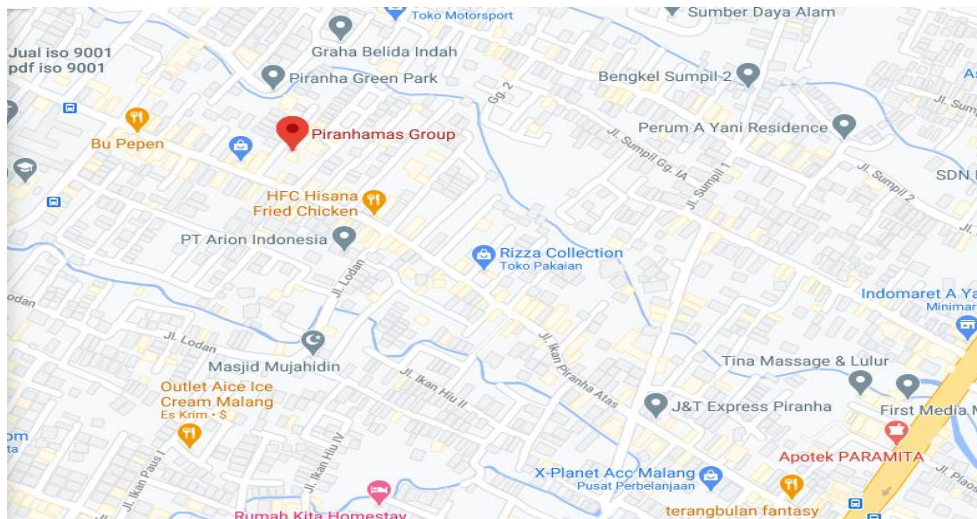 Toko Motorsport
Sumber Daya Alam
Graha Belida Indah
Jual iso 9001
pdf iso 9001
Piranha Green Park
Bengkel Sumpil 2
Gg. 2
Bu Pepen
Piranhamas Group
Perum A Yani Residence
Jl. Sumpil Gg. IA
Jl. Sumpil 1
Jl. Sumpil 2
SDN
HFC Hisana
Fried Chicken
PT Arion Indonesia
Rizza Collection
Toko Pakaian
Jl. Lodan
Indomaret A Ya
Minimar
Jl. Lodan
Masjid Mujahidin
Jl. Ikan Piranha Atas
Tina Massage & Lulur
Outlet Aice Ice
Cream Malang
Es Krim • $
Jl. Ikan Hiu II
J&T Express Piranha
First Media
Apotek PARAMITA
Jl. Ikan Paus I
Jl. Ikan Hiu IV
X-Planet Acc Malang
Pusat Perbelanjaan
Jl. Plaos
Rumah Kita Homestay
terangbulan fantasy